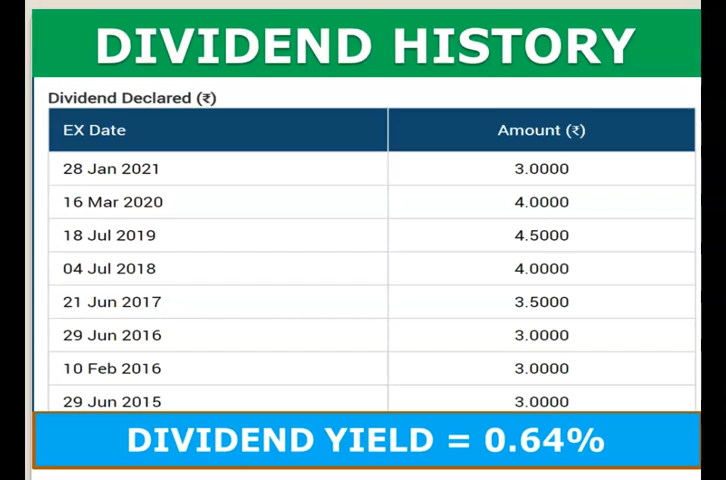 DIVIDEND HISTORY
Dividend Declared (₹)
EX Date Amount (₹)
28 Jan 2021 3.0000
16 Mar 2020 4.0000
18 Jul 2019 4.5000
04 Jul 2018 4.0000
21 Jun 2017 3.5000
29 Jun 2016 3.0000
10 Feb 2016 3.0000
29 Jun 2015 3.0000
DIVIDEND YIELD = 0.64%